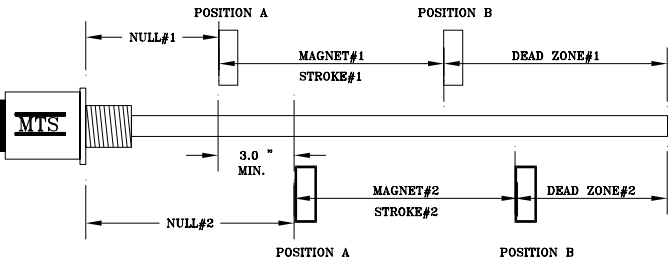 POSITION A
POSITION B
NULL#1
MAGNET#1
STROKE#1
DEAD ZONE#1
MTS
3.0 "
MIN.
MAGNET#2
STROKE#2
DEAD ZONE#2
NULL#2
POSITION A
POSITION B